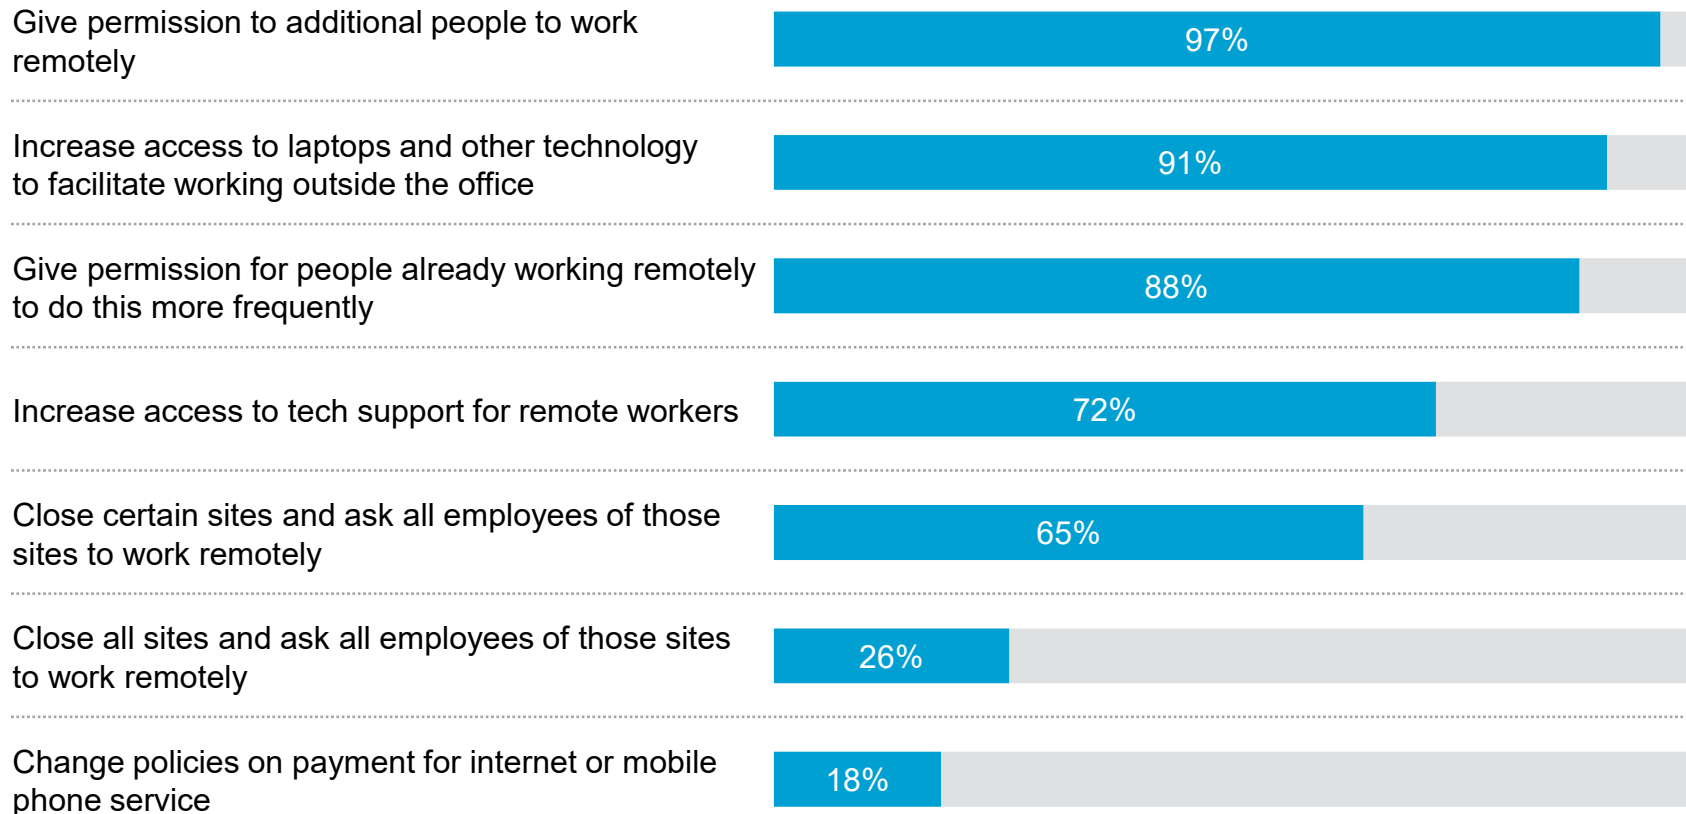 Give permission to additional people to work
remotely
97%
Increase access to laptops and other technology
to facilitate working outside the office
91%
Give permission for people already working remotely
to do this more frequently
88%
Increase access to tech support for remote workers
72%
Close certain sites and ask all employees of those
sites to work remotely
65%
Close all sites and ask all employees of those sites
to work remotely
26%
Change policies on payment for internet or mobile
phone service
18%